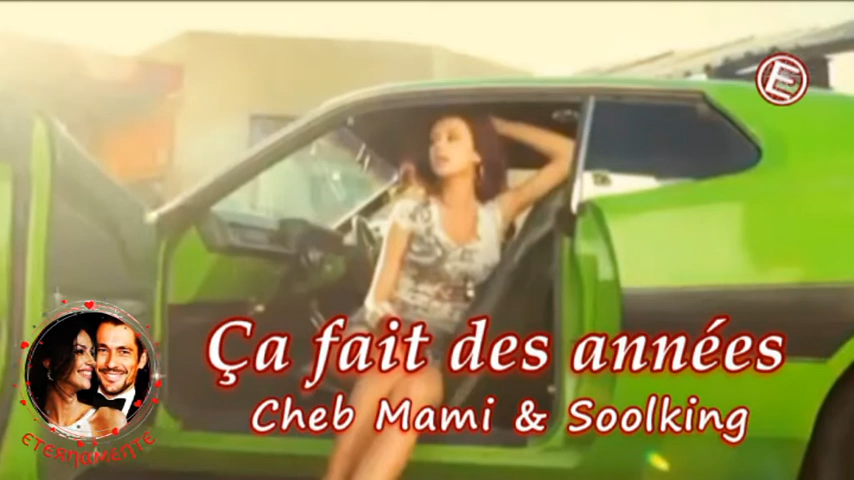 E
Ça fait des années
Cheb Mami & Soolking
ETERNAMENTE